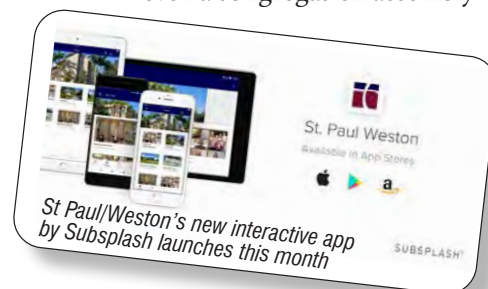 St. Paul Weston
Available in App Stores
a
St Paul/Weston's new interactive app
by Subsplash launches this month
SUBSPLASH